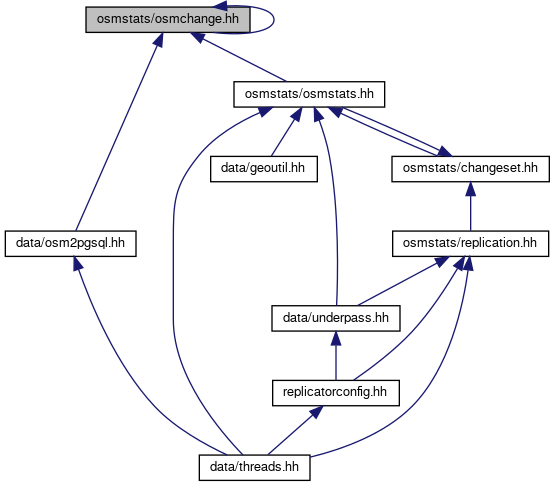 osmstats/osmchange.hh
osmstats/osmstats.hh
data/geoutil.hh
osmstats/changeset.hh
data/osm2pgsql.hh
osmstats/replication.hh
data/underpass.hh
replicatorconfig.hh
data/threads.hh